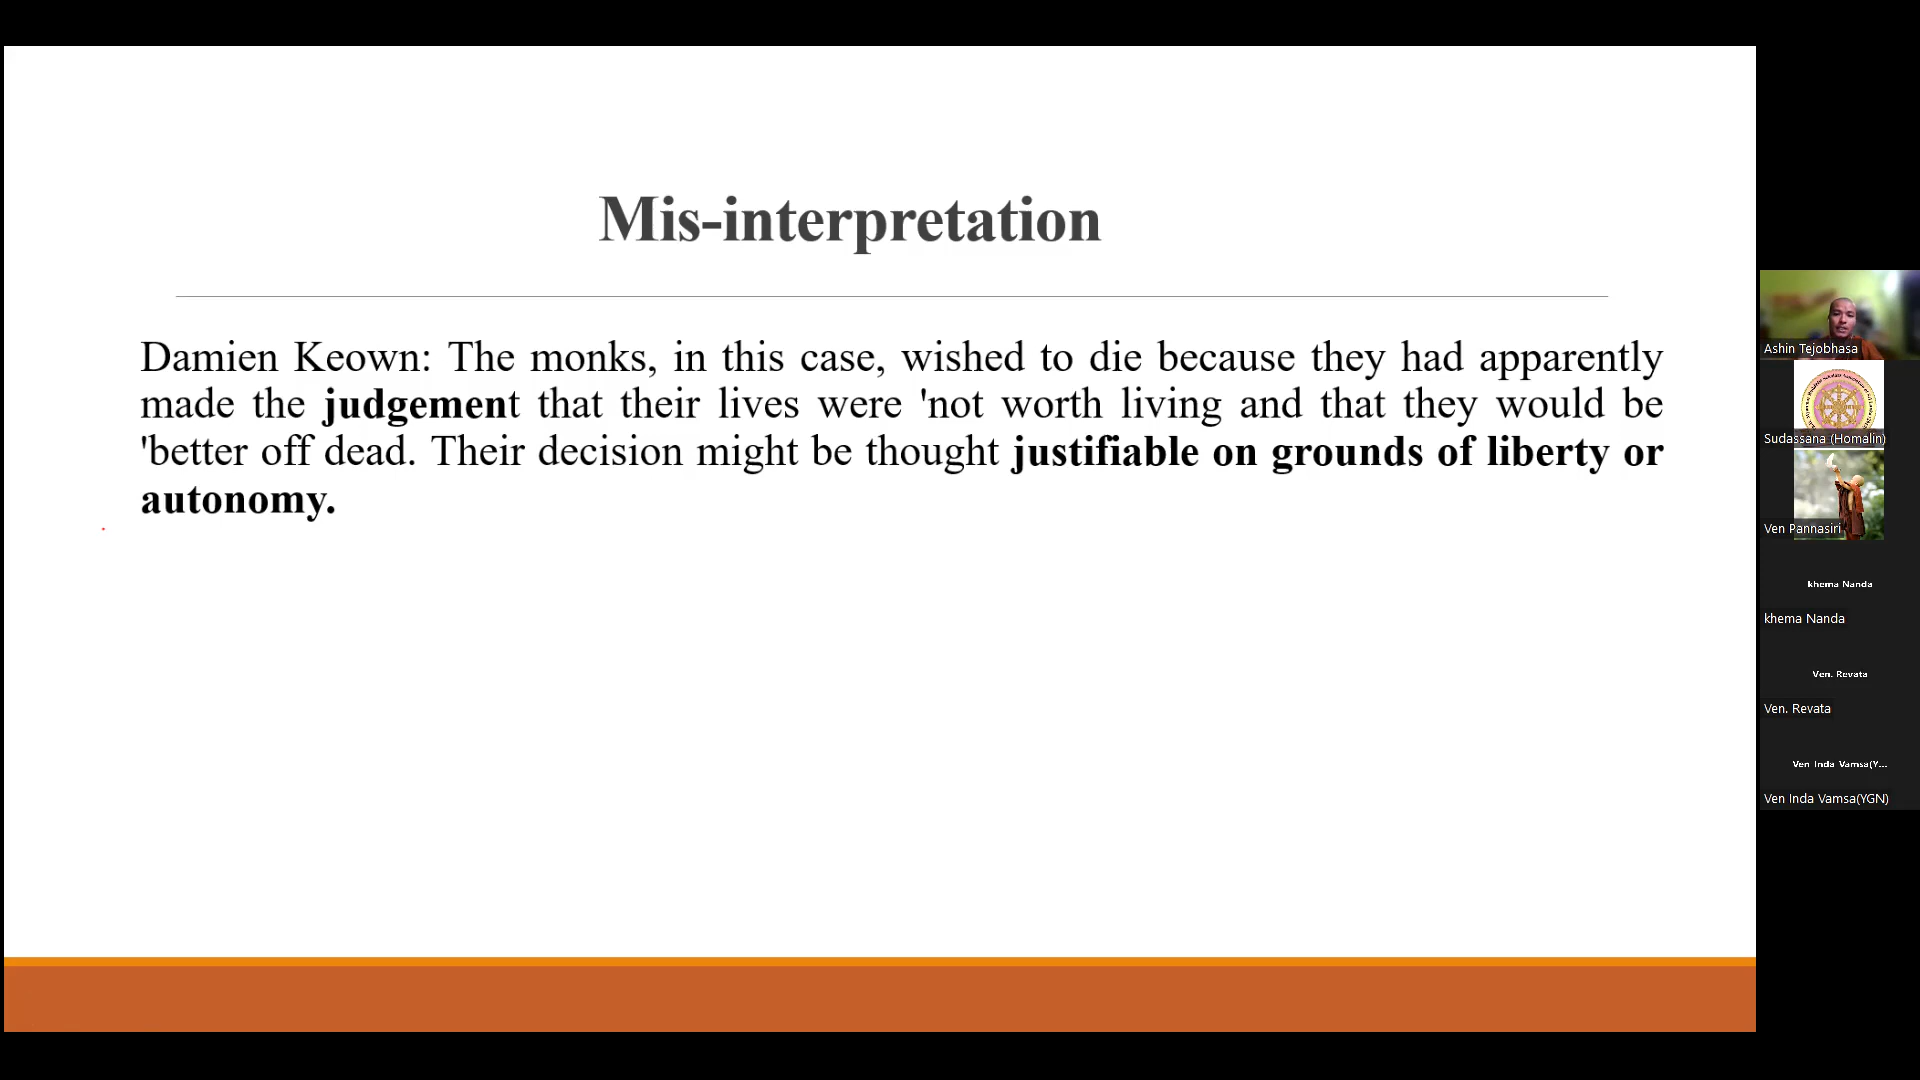 Mis-interpretation
Damien Keown: The monks, in this case, wished to die because they had apparently
made the judgement that their lives were 'not worth living and that they would be
'better off dead. Their decision might be thought justifiable on grounds of liberty or
autonomy.
Ashin Tejobhasa
Sudassana (Homalin)
Ven Pannasiri
khema Nanda
khema Nanda
Ven. Revata
Ven. Revata
Ven Inda Vamsa(Y...
Ven Inda Vamsa(YGN)